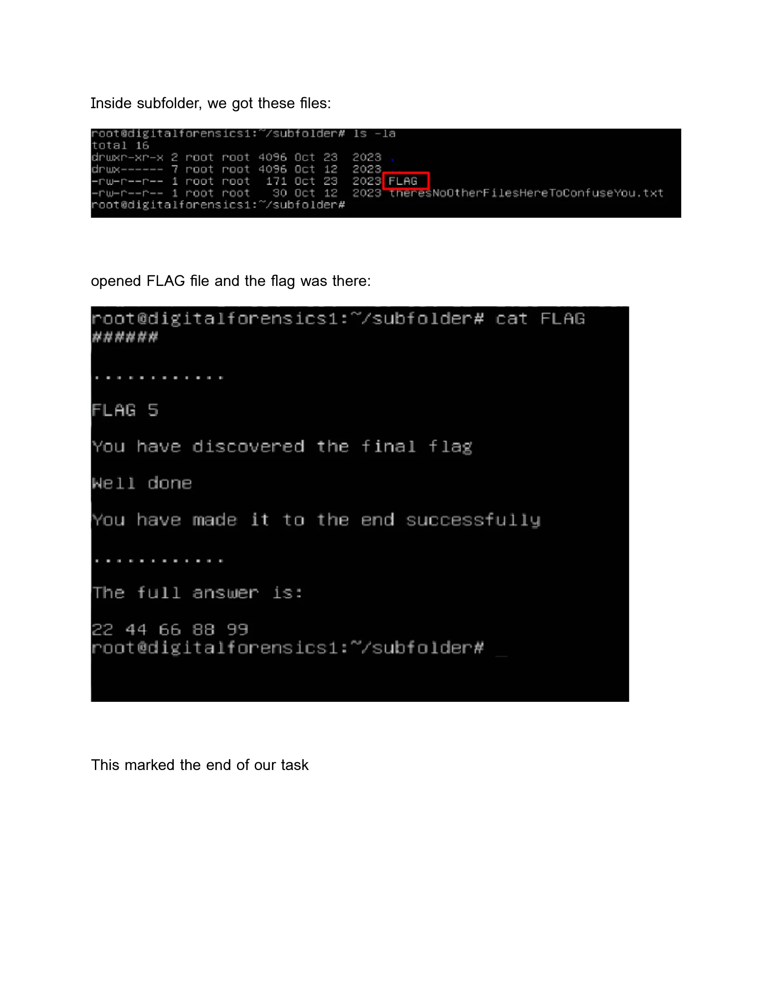 Inside subfolder, we got these files:
root@digitalforensics1:~/subfolder# ls -la
total 16
drwxr-xr-x 2 root root 4096 Oct 23  2023 .
drwx------ 7 root root 4096 Oct 12  2023
-rw-r--r-- 1 root root  171 Oct 23  2023 FLAG
-rw-r--r-- 1 root root   30 Oct 12  2023 theresNoOtherFilesHereToConfuseYou.txt
root@digitalforensics1:~/subfolder#
opened FLAG file and the flag was there:
root@digitalforensics1:~/subfolder# cat FLAG
######
............
FLAG 5
You have discovered the final flag
Well done
You have made it to the end successfully
............
The full answer is:
22 44 66 88 99
root@digitalforensics1:~/subfolder# _
This marked the end of our task